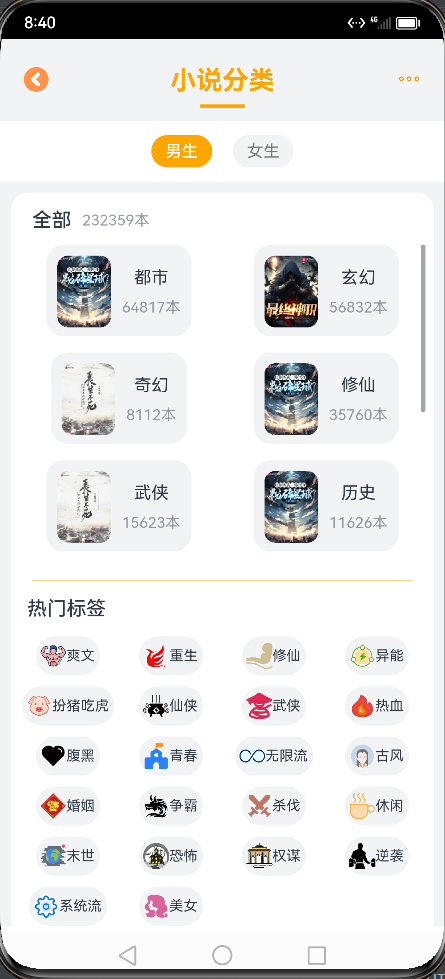 8:40
4G
小说分类
男生 女生
全部 232359本
都市 玄幻
64817本 56832本
最终神职
奇幻 修仙
8112本 35760本
武侠 历史
15623本 11626本
热门标签
爽文 重生 修仙 异能
扮猪吃虎 仙侠 武侠 热血
腹黑 青春 无限流 古风
婚姻 争霸 杀伐 休闲
末世 恐怖 权谋 逆袭
系统流 美女